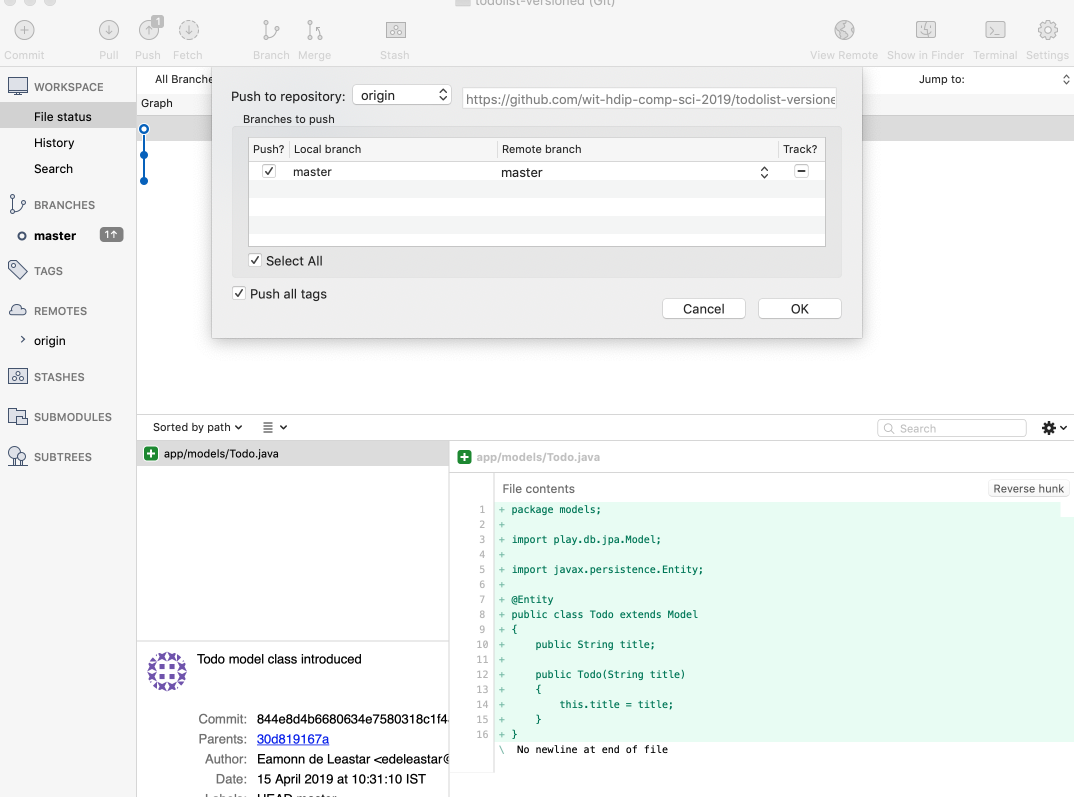 todolist-versioned (Git)
1
Commit Pull Push Fetch Branch Merge Stash View Remote Show in Finder Terminal Settings
WORKSPACE
File status
History
Search
BRANCHES
master 1↑
TAGS
REMOTES
origin
STASHES
SUBMODULES
SUBTREES
All Branche
Jump to:
Graph
Push to repository: origin https://github.com/wit-hdip-comp-sci-2019/todolist-versione
Branches to push
Push? Local branch Remote branch Track?
master master
Select All
Push all tags
Cancel OK
Sorted by path
Search
app/models/Todo.java
app/models/Todo.java
File contents
Reverse hunk
1 + package models;
2 +
3 + import play.db.jpa.Model;
4 +
5 + import javax.persistence.Entity;
6 +
7 + @Entity
8 + public class Todo extends Model
9 + {
10 + public String title;
11 +
12 + public Todo(String title)
13 + {
14 + this.title = title;
15 + }
16 + }
\ No newline at end of file
Todo model class introduced
Commit: 844e8d4b6680634e7580318c1f4
Parents: 30d819167a
Author: Eamonn de Leastar <edeleastar@
Date: 15 April 2019 at 10:31:10 IST
Labels: HEAD master